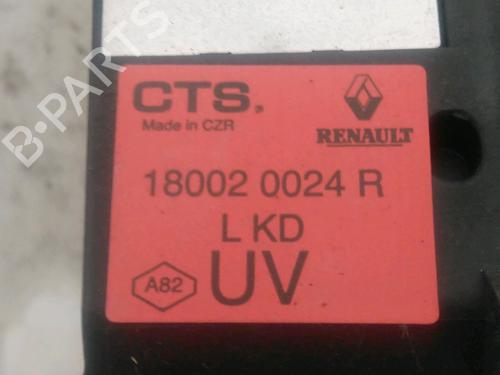 CTS.
Made in CZR
RENAULT
18002 0024 R
L KD
A82
UV
B-PARTS